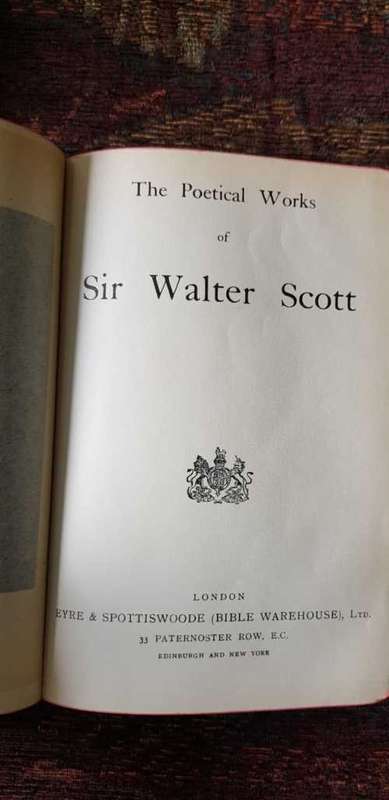 The Poetical Works
of
Sir Walter Scott
LONDON
EYRE & SPOTTISWOODE (BIBLE WAREHOUSE), LTD.
33 PATERNOSTER ROW, E.C.
EDINBURGH AND NEW YORK